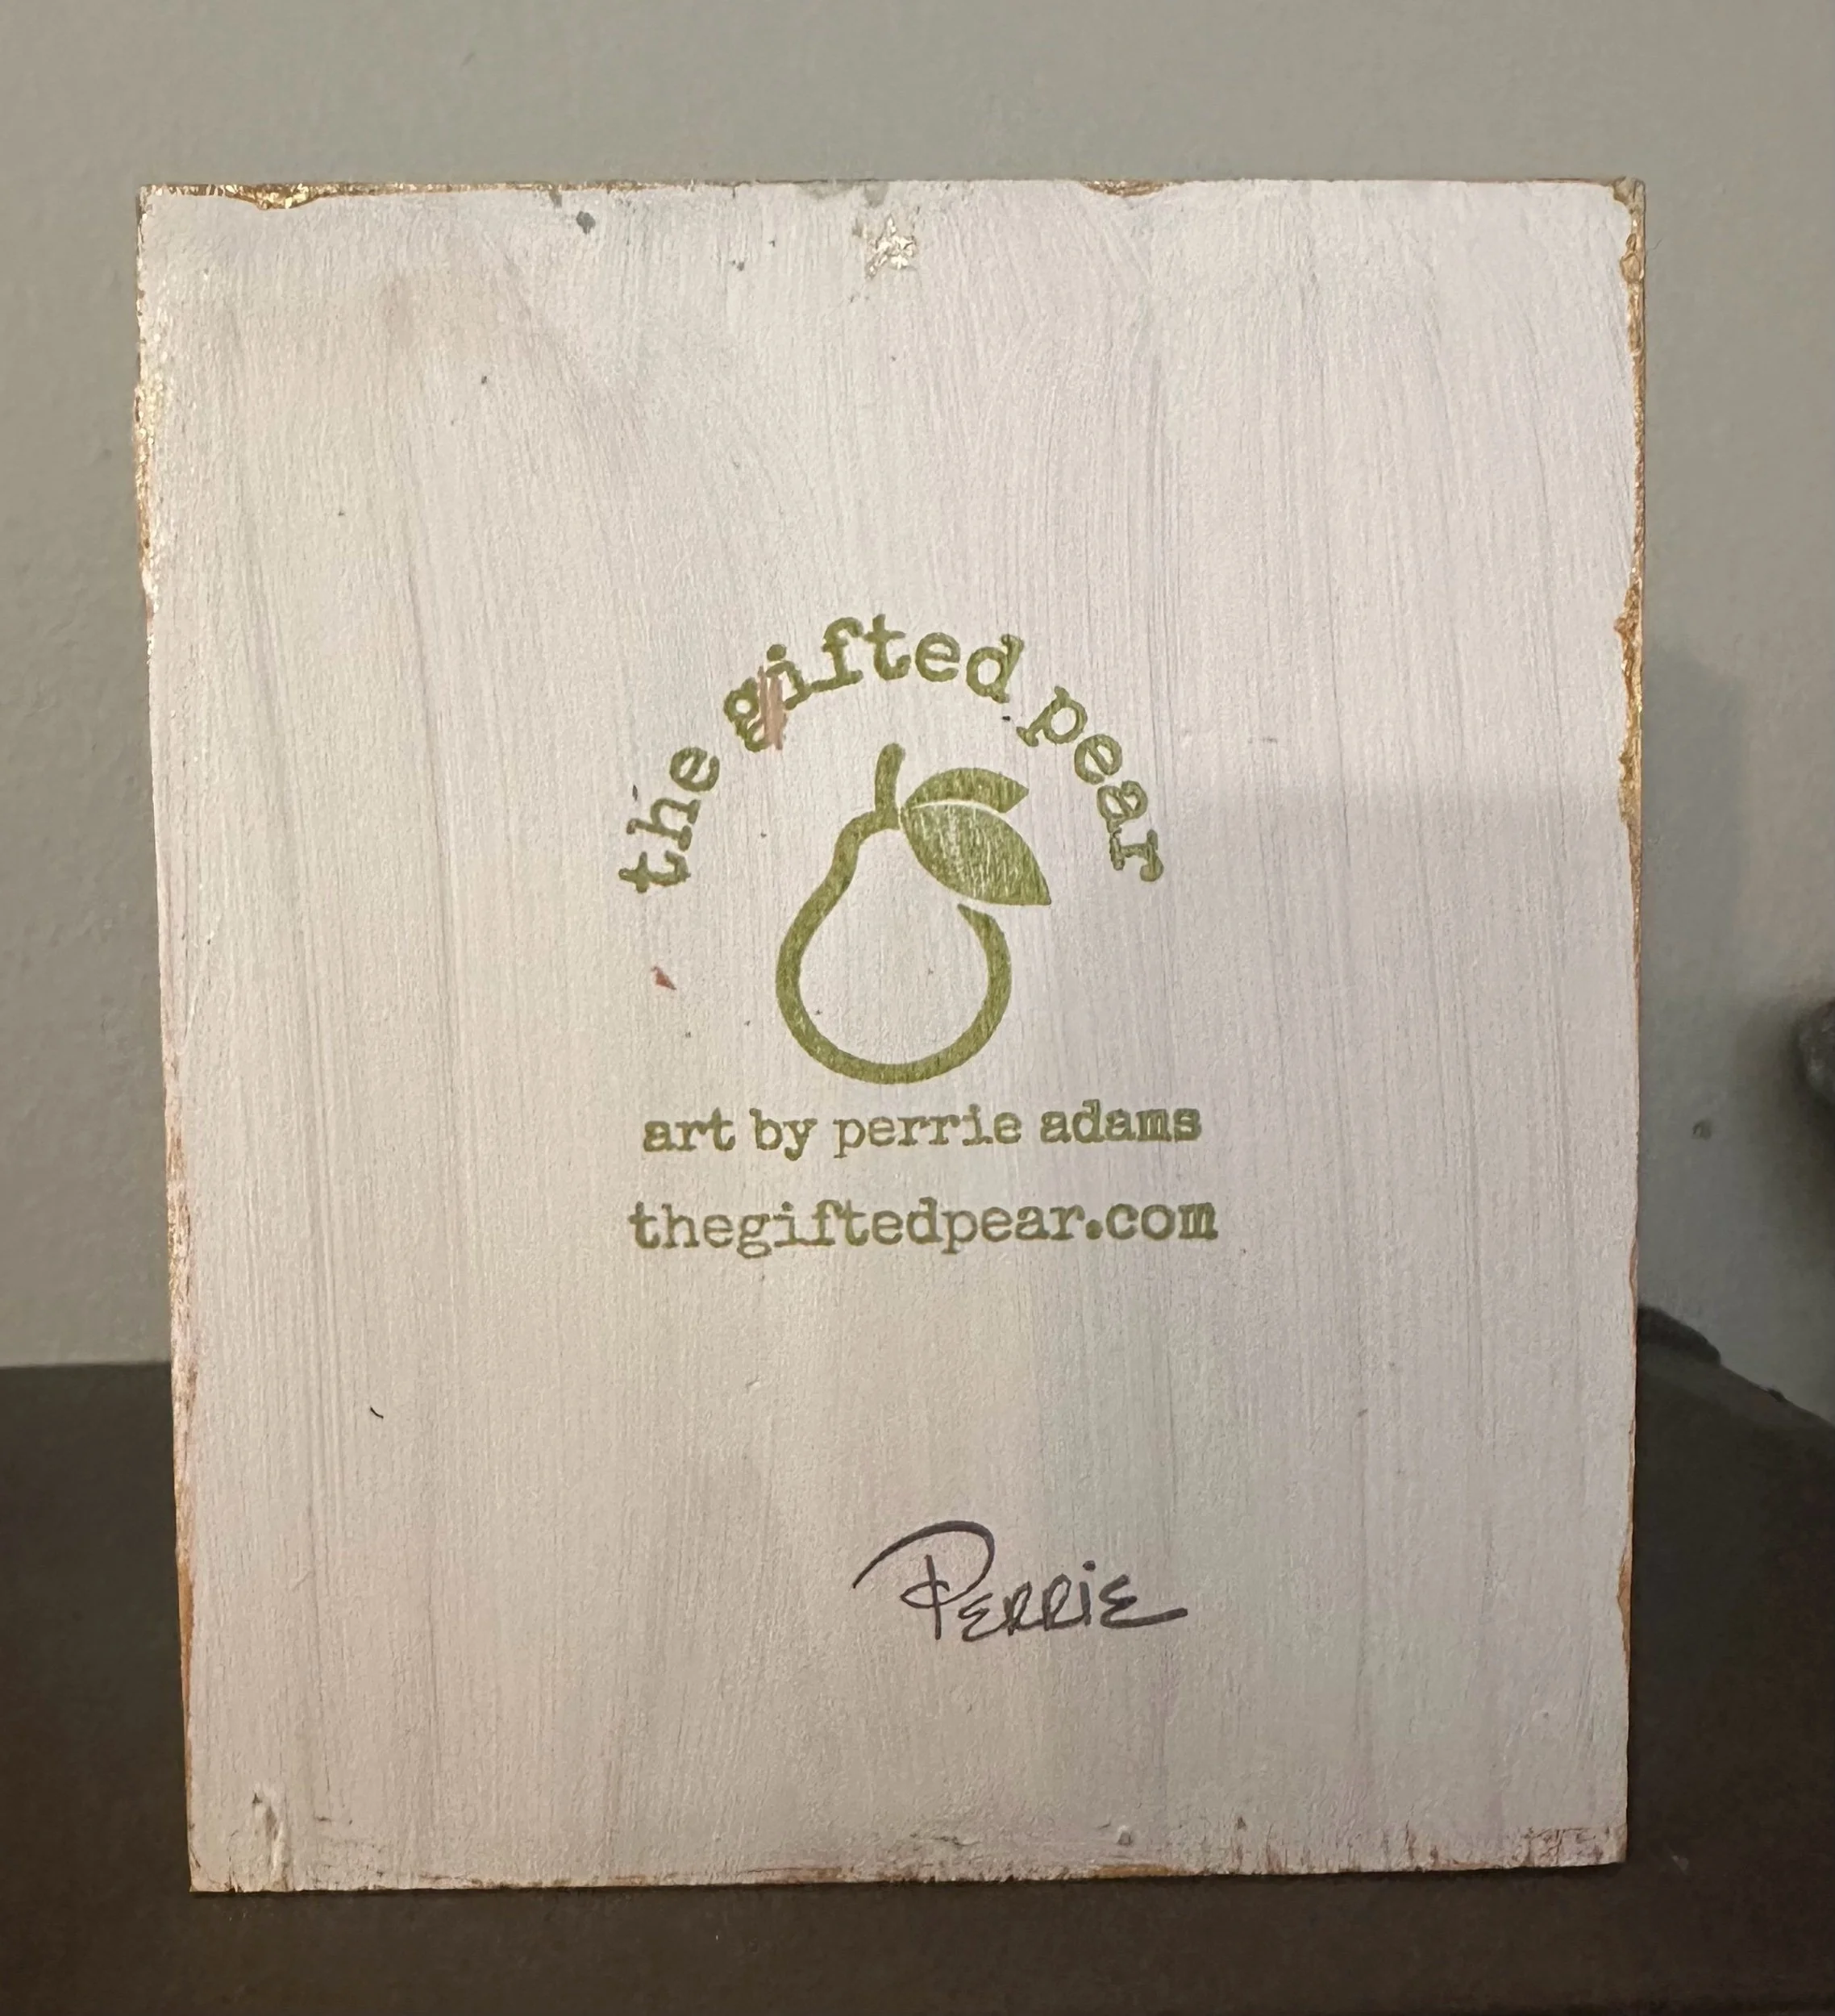 the gifted pear
art by perrie adams
thegiftedpear.com
PERRiE